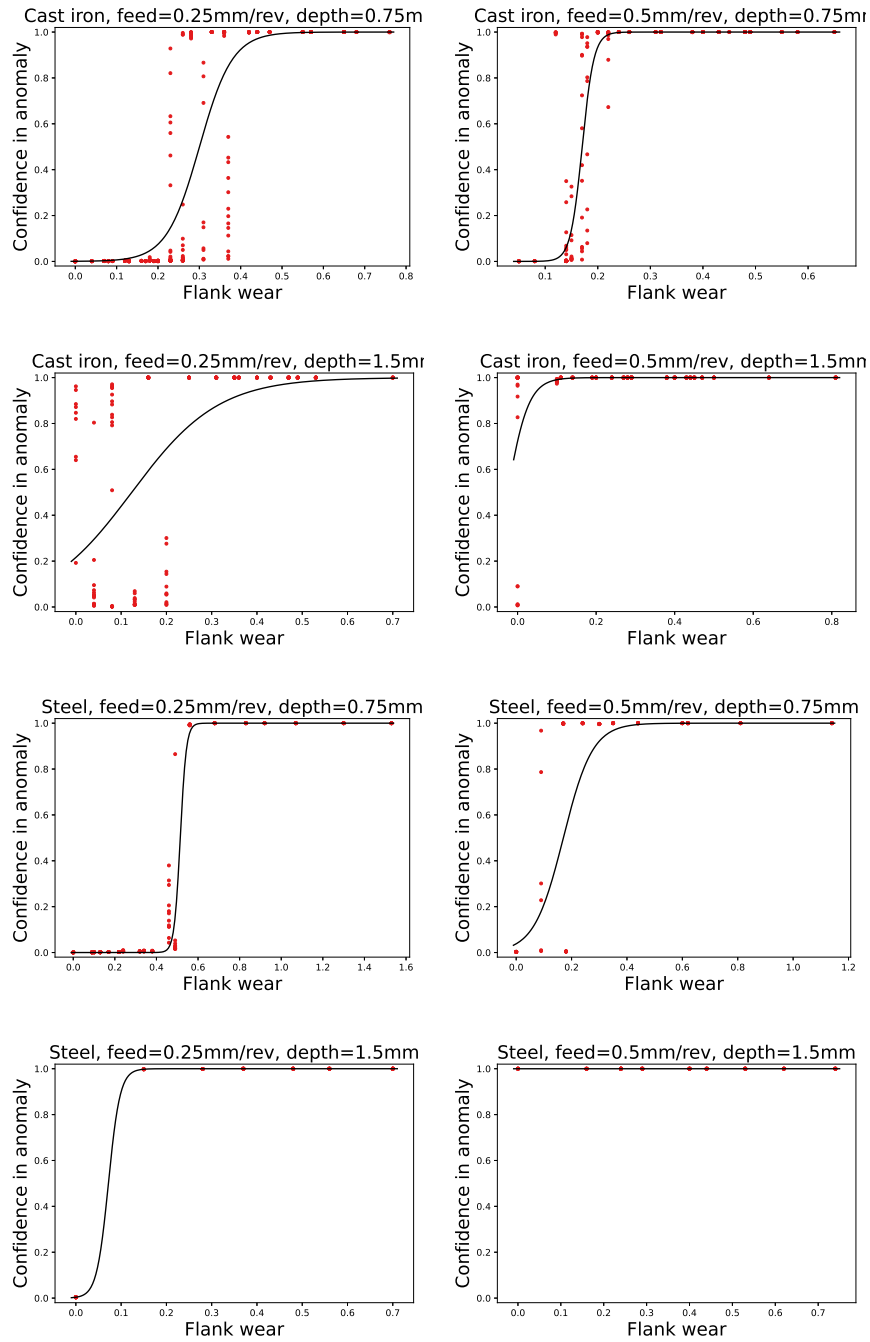 Cast iron, feed=0.25mm/rev, depth=0.75m
Confidence in anomaly
1.0
0.8
0.6
0.4
0.2
0.0
0.0 0.1 0.2 0.3 0.4 0.5 0.6 0.7 0.8
Flank wear
Cast iron, feed=0.5mm/rev, depth=0.75m
Confidence in anomaly
1.0
0.8
0.6
0.4
0.2
0.0
0.1 0.2 0.3 0.4 0.5 0.6
Flank wear
Cast iron, feed=0.25mm/rev, depth=1.5m
Confidence in anomaly
1.0
0.8
0.6
0.4
0.2
0.0
0.0 0.1 0.2 0.3 0.4 0.5 0.6 0.7
Flank wear
Cast iron, feed=0.5mm/rev, depth=1.5m
Confidence in anomaly
1.0
0.8
0.6
0.4
0.2
0.0
0.0 0.2 0.4 0.6 0.8
Flank wear
Steel, feed=0.25mm/rev, depth=0.75mm
Confidence in anomaly
1.0
0.8
0.6
0.4
0.2
0.0
0.0 0.2 0.4 0.6 0.8 1.0 1.2 1.4 1.6
Flank wear
Steel, feed=0.5mm/rev, depth=0.75mm
Confidence in anomaly
1.0
0.8
0.6
0.4
0.2
0.0
0.0 0.2 0.4 0.6 0.8 1.0 1.2
Flank wear
Steel, feed=0.25mm/rev, depth=1.5mm
Confidence in anomaly
1.0
0.8
0.6
0.4
0.2
0.0
0.0 0.1 0.2 0.3 0.4 0.5 0.6 0.7
Flank wear
Steel, feed=0.5mm/rev, depth=1.5mm
Confidence in anomaly
1.0
0.8
0.6
0.4
0.2
0.0
0.0 0.1 0.2 0.3 0.4 0.5 0.6 0.7
Flank wear